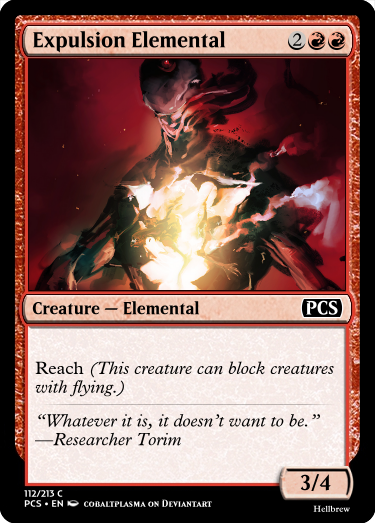 Expulsion Elemental 2
Creature — Elemental PCS
Reach (This creature can block creatures
with flying.)
“Whatever it is, it doesn’t want to be.”
—Researcher Torim
3/4
112/213 C
PCS • EN COBALTPLASMA ON DEVIANTART
Hellbrew